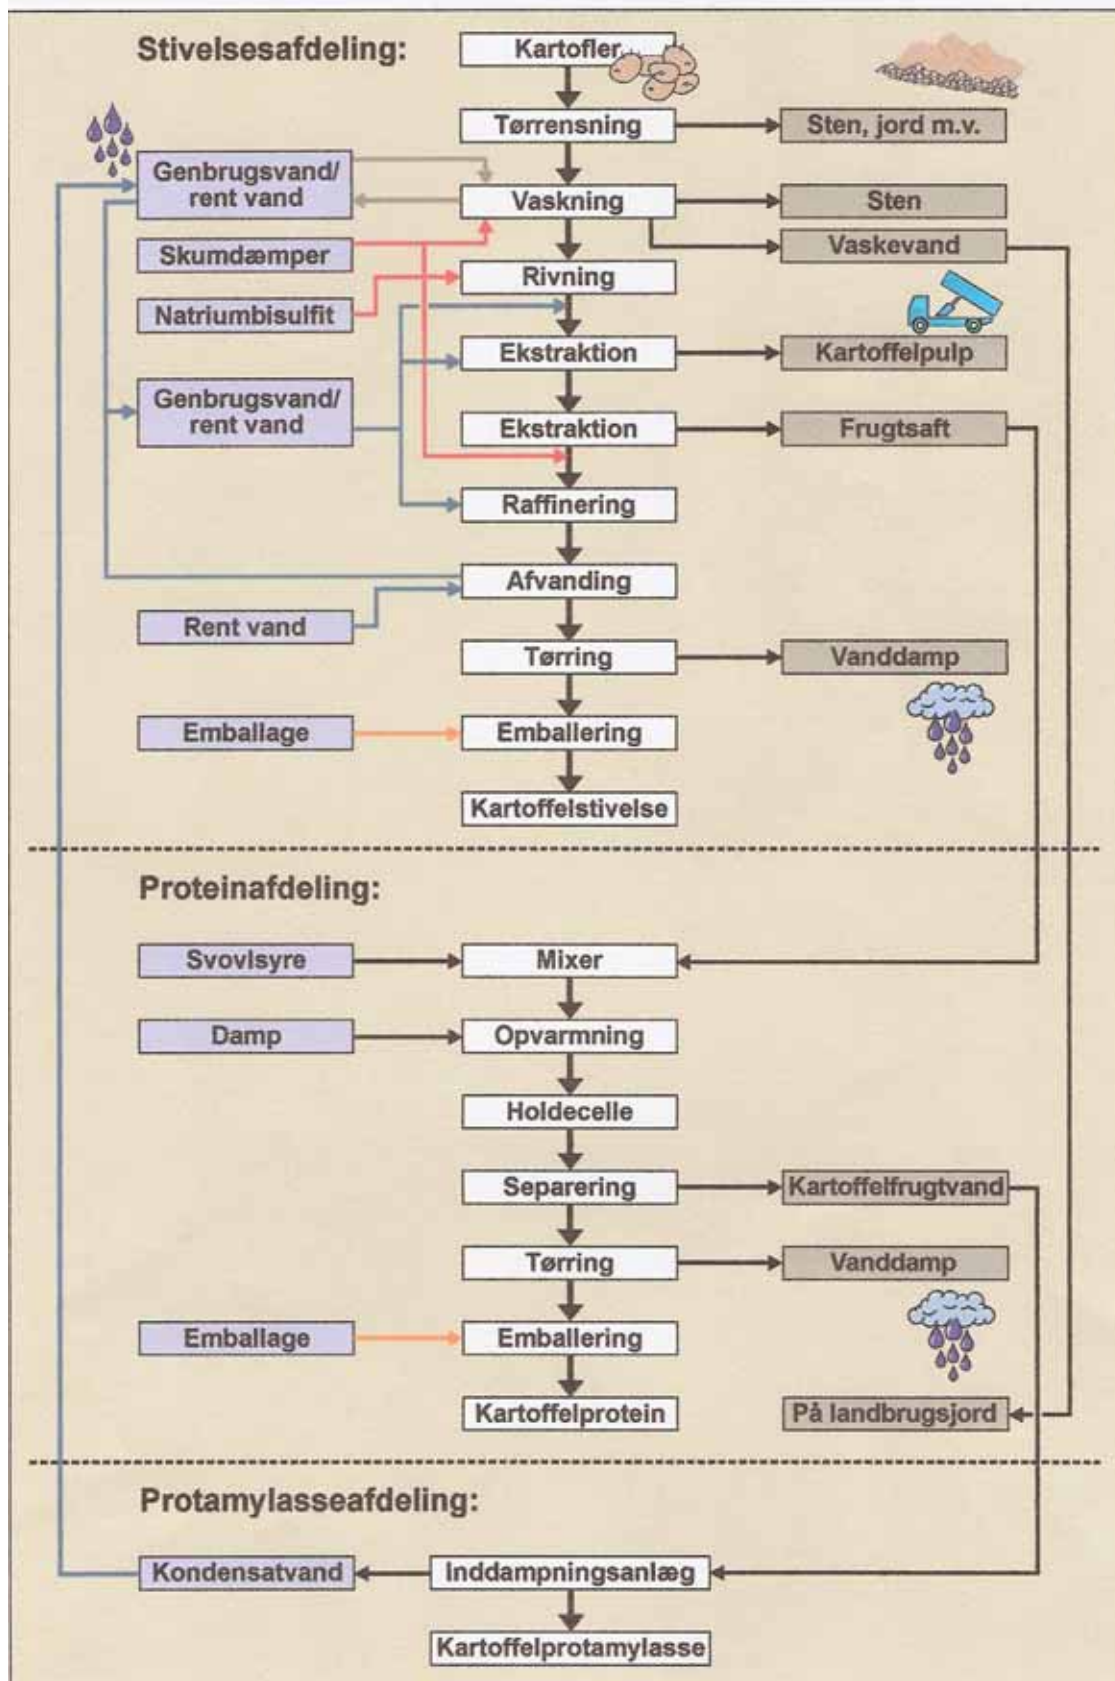 Stivelsesafdeling:
Kartofler
Tørrensning
Sten, jord m.v.
Genbrugsvand/
rent vand
Vaskning
Sten
Skumdæmper
Vaskevand
Rivning
Natriumbisulfit
Ekstraktion
Kartoffelpulp
Genbrugsvand/
rent vand
Ekstraktion
Frugtsaft
Raffinering
Afvanding
Rent vand
Tørring
Vanddamp
Emballage
Emballering
Kartoffelstivelse
Proteinafdeling:
Svovlsyre
Mixer
Damp
Opvarmning
Holdecelle
Separering
Kartoffelfrugtvand
Tørring
Vanddamp
Emballage
Emballering
Kartoffelprotein
På landbrugsjord
Protamylasseafdeling:
Kondensatvand
Inddampningsanlæg
Kartoffelprotamylasse